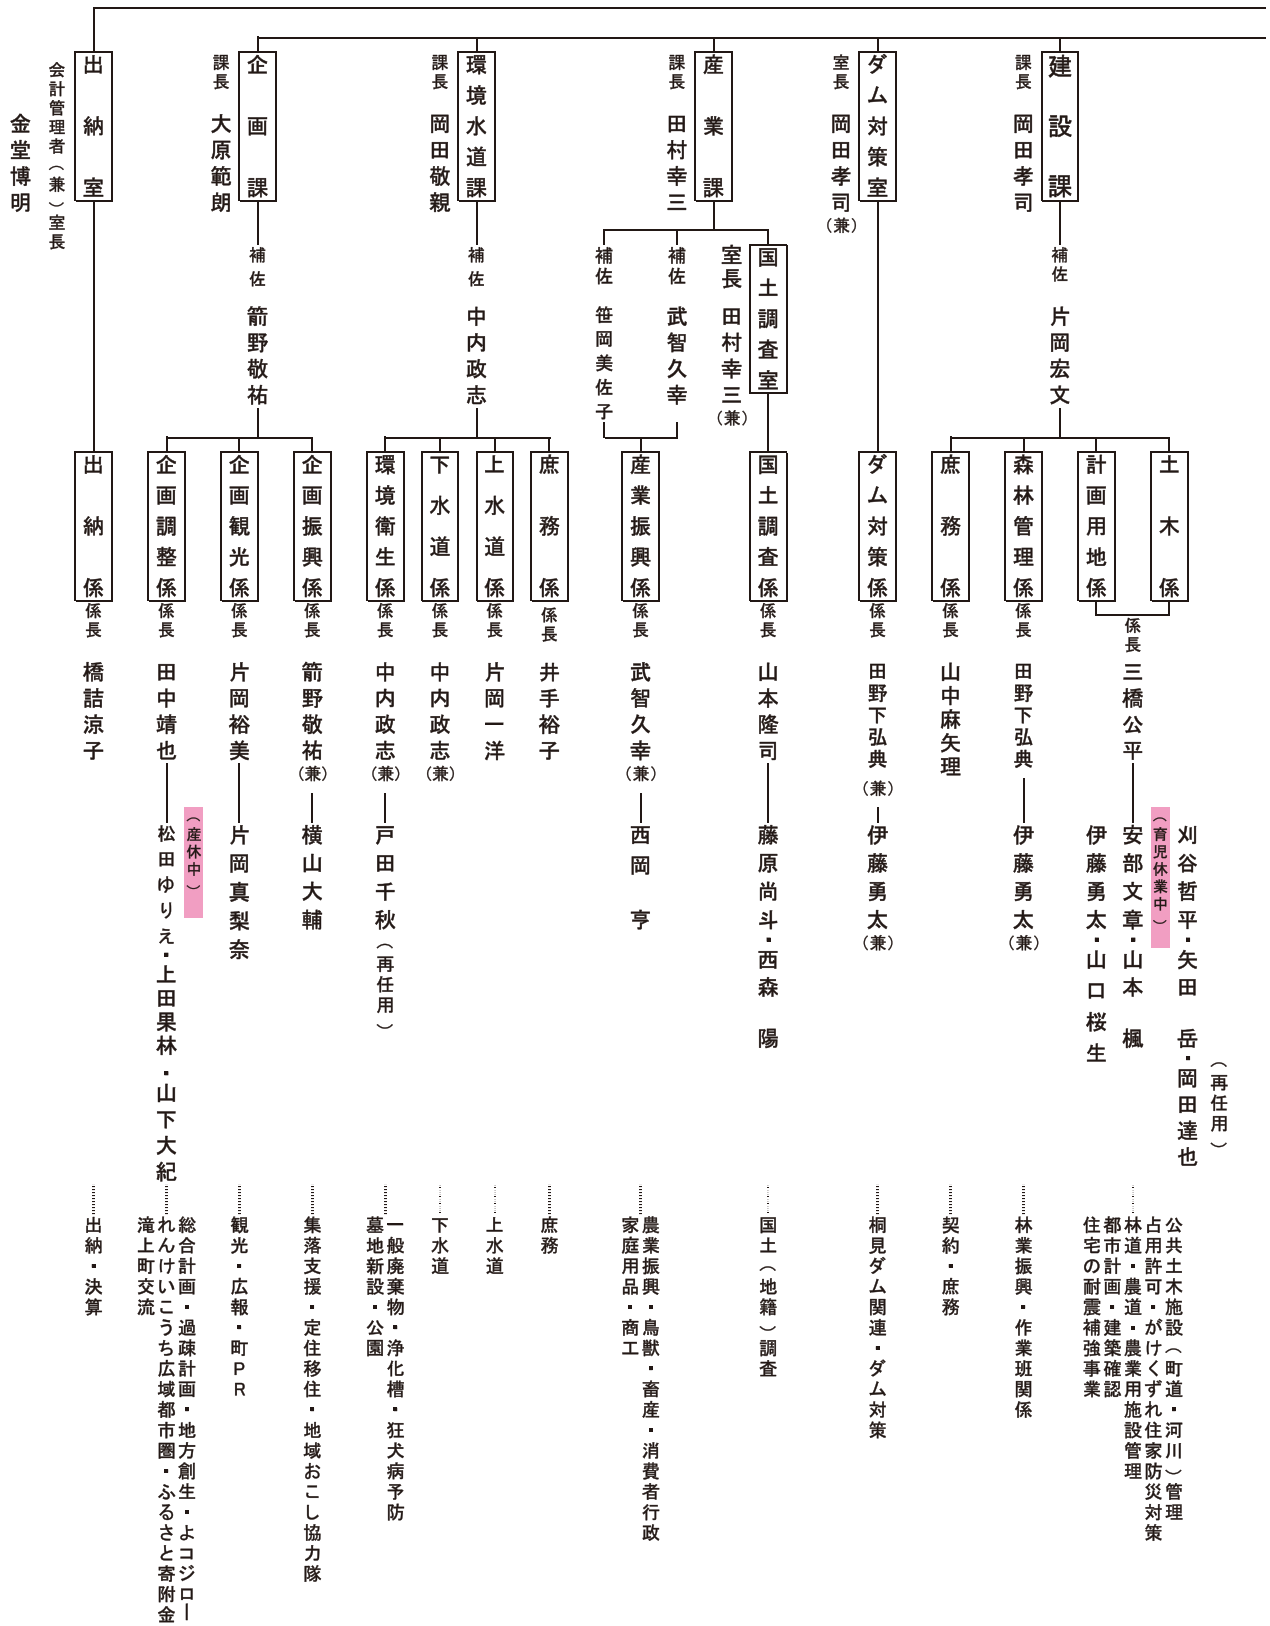 建設課
課長 岡田孝司
補佐 片岡宏文
土木係
計画用地係
係長 三橋公平
刈谷哲平・矢田 岳・岡田達也
（再任用）
（育児休業中）
安部文章・山本 楓
伊藤勇太・山口桜生
公共土木施設（町道・河川）管理
占用許可・がけくずれ住家防災対策
林道・農道・農業用施設管理
都市計画・建築確認
住宅の耐震補強事業
森林管理係
係長 田野下弘典
伊藤勇太（兼）
林業振興・作業班関係
庶務係
係長 山中麻矢理
契約・庶務
ダム対策室
室長 岡田孝司（兼）
ダム対策係
係長 田野下弘典（兼）
伊藤勇太（兼）
桐見ダム関連・ダム対策
産業課
課長 田村幸三
国土調査室
室長 田村幸三（兼）
国土調査係
係長 山本隆司
藤原尚斗・西森 陽
国土（地籍）調査
補佐 武智久幸
補佐 笹岡美佐子
産業振興係
係長 武智久幸（兼）
西岡 亨
農業振興・鳥獣・畜産・消費者行政
家庭用品・商工
環境水道課
課長 岡田敬親
補佐 中内政志
庶務係
係長 井手裕子
庶務
上水道係
係長 片岡一洋
上水道
下水道係
係長 中内政志（兼）
下水道
環境衛生係
係長 中内政志（兼）
戸田千秋（再任用）
一般廃棄物・浄化槽・狂犬病予防
墓地新設・公園
企画課
課長 大原範朗
補佐 箭野敬祐
企画振興係
係長 箭野敬祐（兼）
横山大輔
集落支援・定住移住・地域おこし協力隊
企画観光係
係長 片岡裕美
片岡真梨奈
観光・広報・町ＰＲ
企画調整係
係長 田中靖也
（産休中）
松田ゆりえ・上田果林・山下大紀
総合計画・過疎計画・地方創生・よコジロー
れんけいこうち広域都市圏・ふるさと寄附金
滝上町交流
出納室
会計管理者（兼）室長
金堂博明
出納係
係長 橋詰涼子
出納・決算